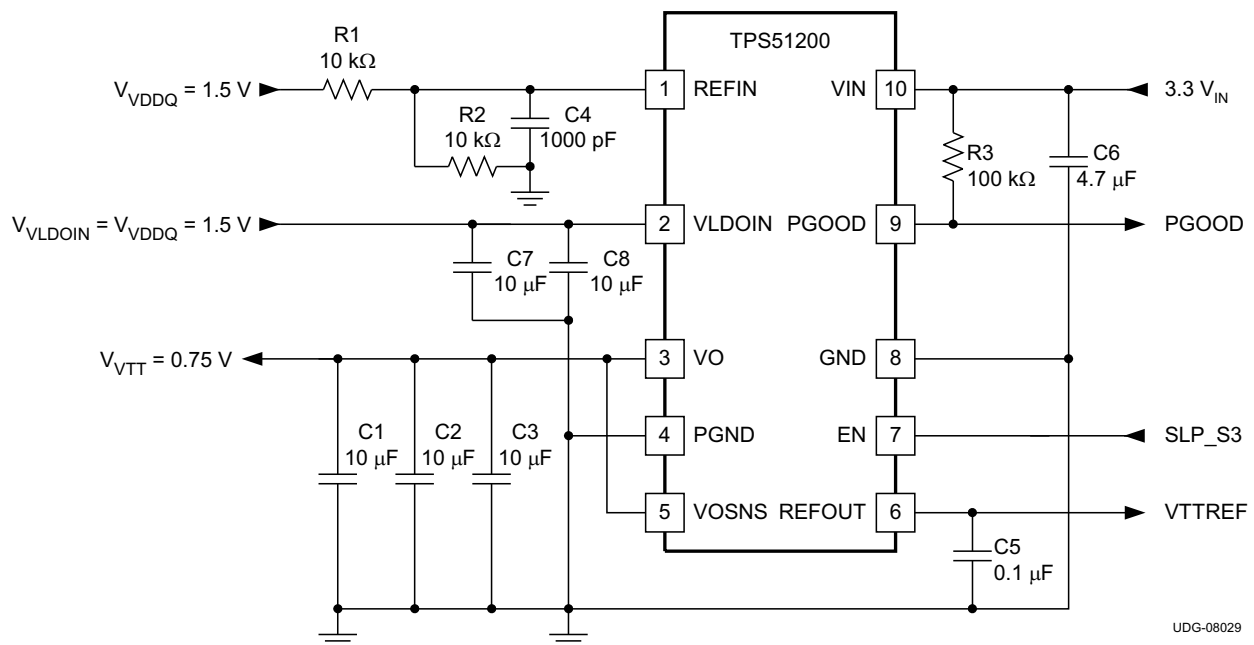 TPS51200
R1
10 kΩ
V_VDDQ = 1.5 V
1 REFIN
VIN 10
3.3 V_IN
R2
10 kΩ
C4
1000 pF
R3
100 kΩ
C6
4.7 μF
V_VLDOIN = V_VDDQ = 1.5 V
2 VLDOIN
PGOOD 9
PGOOD
C7
10 μF
C8
10 μF
V_VTT = 0.75 V
3 VO
GND 8
C1
10 μF
C2
10 μF
C3
10 μF
4 PGND
EN 7
SLP_S3
5 VOSNS
REFOUT 6
VTTREF
C5
0.1 μF
UDG-08029